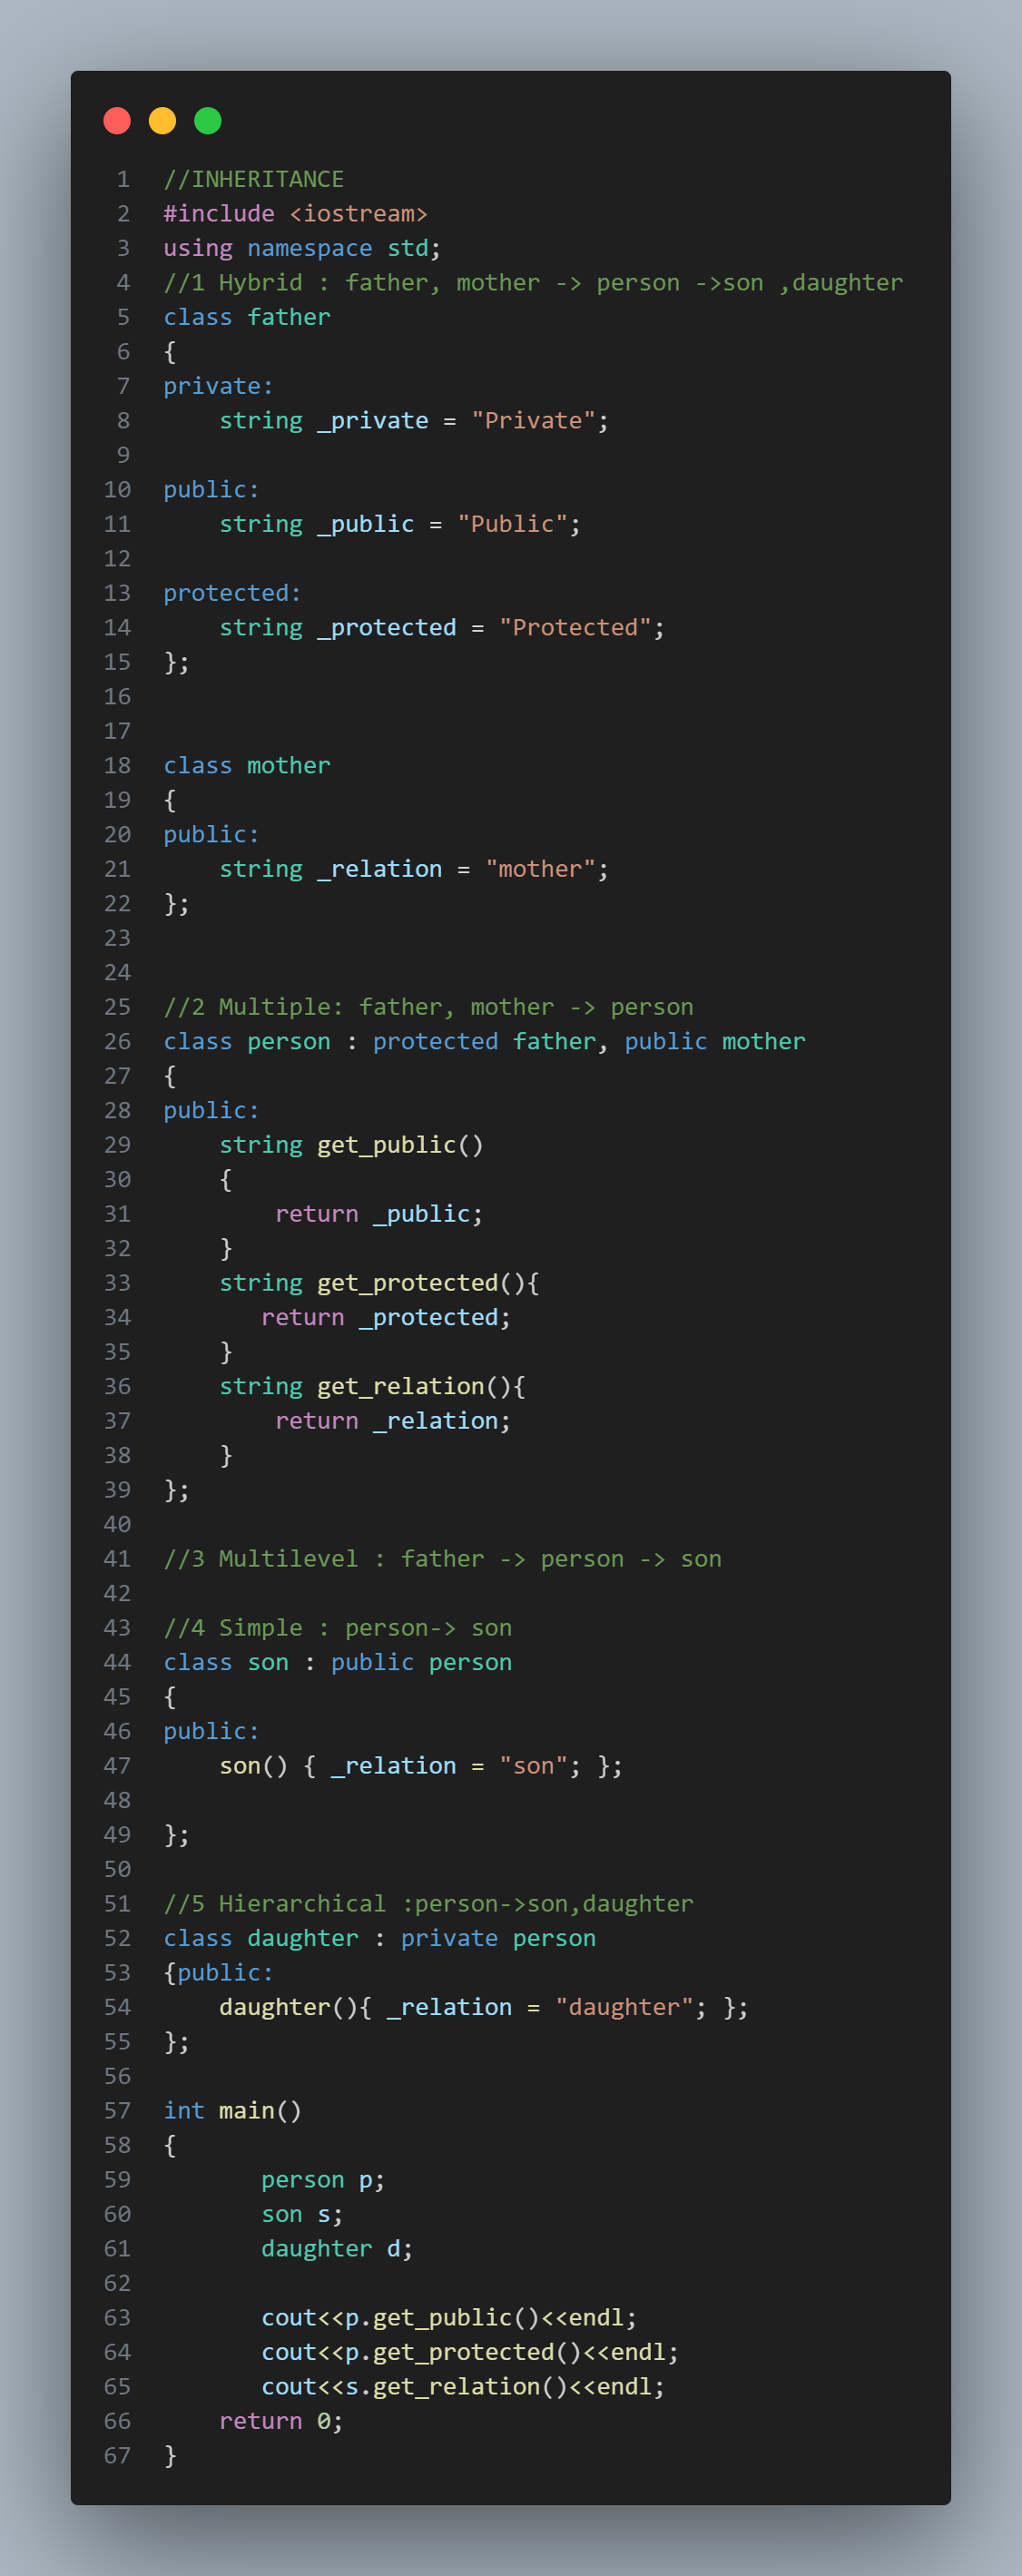 1 //INHERITANCE
2 #include <iostream>
3 using namespace std;
4 //1 Hybrid : father, mother -> person ->son ,daughter
5 class father
6 {
7 private:
8     string _private = "Private";
9
10 public:
11     string _public = "Public";
12
13 protected:
14     string _protected = "Protected";
15 };
16
17
18 class mother
19 {
20 public:
21     string _relation = "mother";
22 };
23
24
25 //2 Multiple: father, mother -> person
26 class person : protected father, public mother
27 {
28 public:
29     string get_public()
30     {
31         return _public;
32     }
33     string get_protected(){
34        return _protected;
35     }
36     string get_relation(){
37         return _relation;
38     }
39 };
40
41 //3 Multilevel : father -> person -> son
42
43 //4 Simple : person-> son
44 class son : public person
45 {
46 public:
47     son() { _relation = "son"; };
48
49 };
50
51 //5 Hierarchical :person->son,daughter
52 class daughter : private person
53 {public:
54     daughter(){ _relation = "daughter"; };
55 };
56
57 int main()
58 {
59        person p;
60        son s;
61        daughter d;
62
63        cout<<p.get_public()<<endl;
64        cout<<p.get_protected()<<endl;
65        cout<<s.get_relation()<<endl;
66     return 0;
67 }